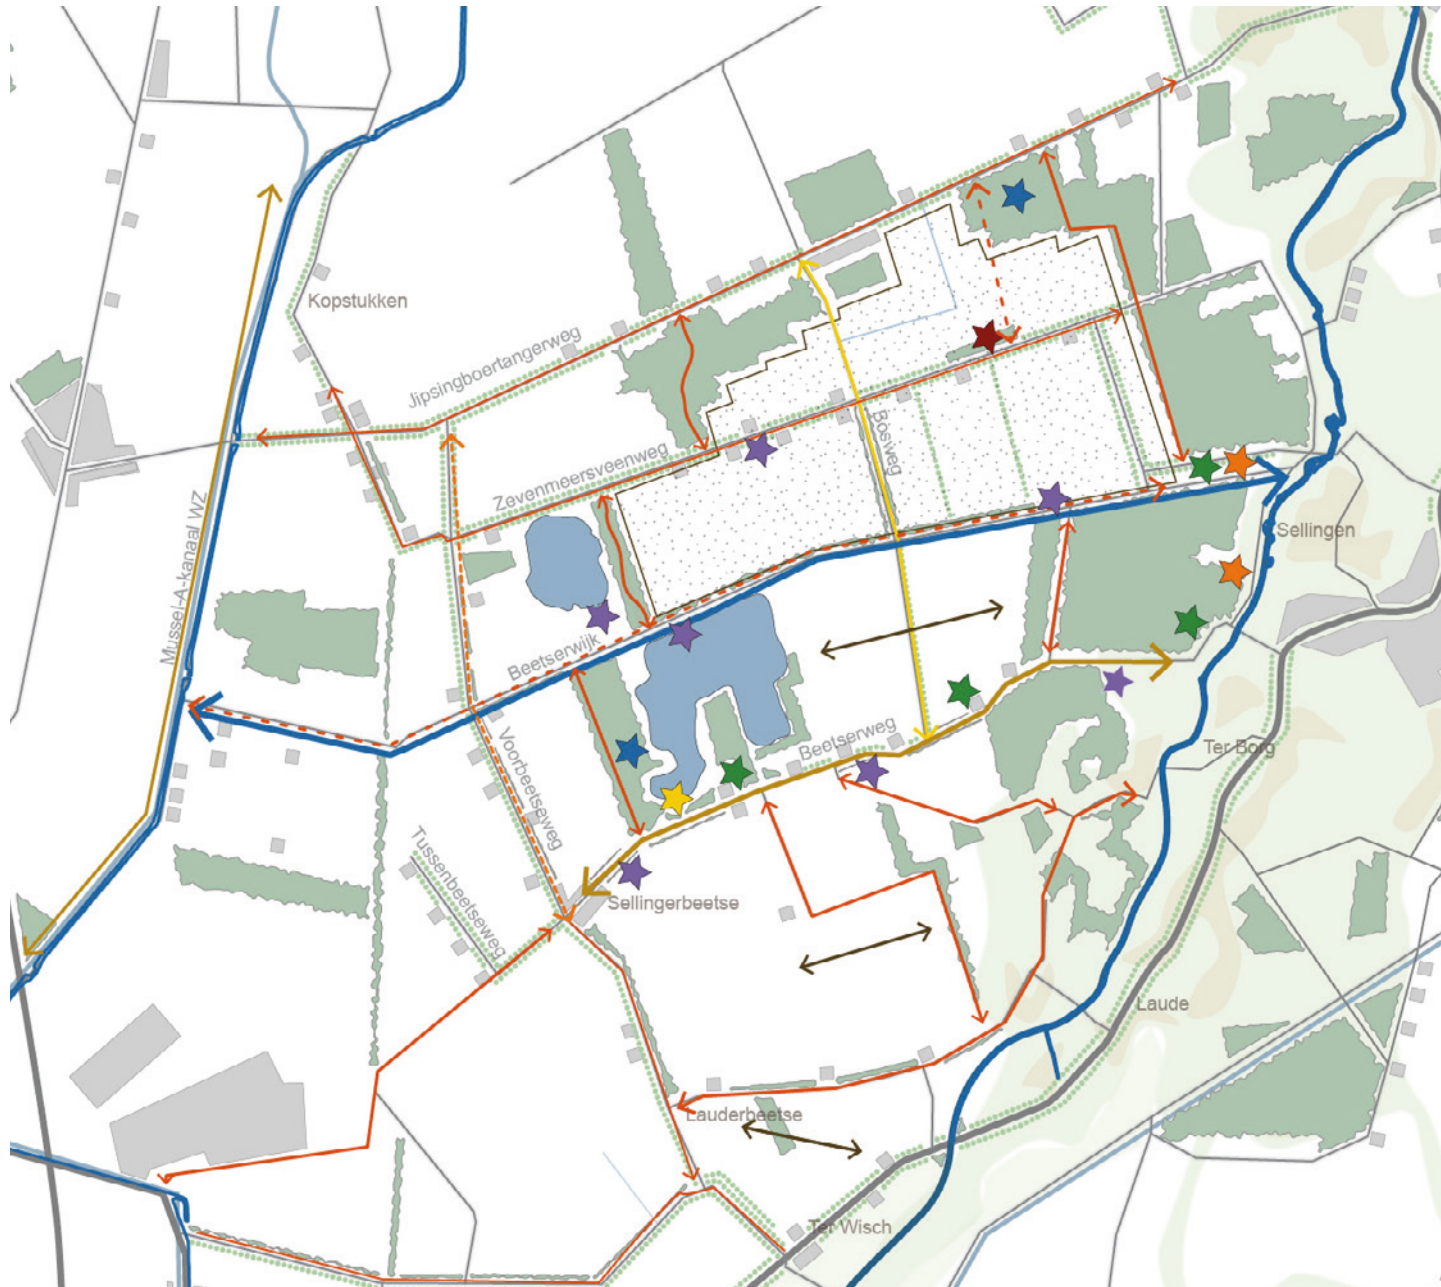 Kopstukken
Jipsingboertangerweg
Bosweg
Zevenmeersveenweg
Mussel-A-kanaal WZ
Sellingen
Beetserwijk
Voorbeetseweg
Beetserweg
Ter Borg
Tussenbeetseweg
Sellingerbeetse
Laude
Lauderbeetse
Ter Wisch